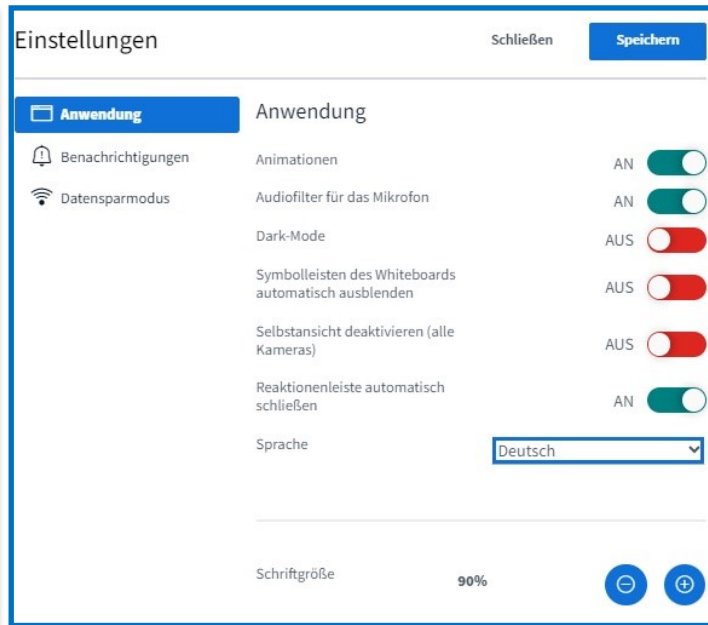 Einstellungen
Schließen
Speichern
Anwendung
Benachrichtigungen
Datensparmodus
Anwendung
Animationen AN
Audiofilter für das Mikrofon AN
Dark-Mode AUS
Symbolleisten des Whiteboards
automatisch ausblenden AUS
Selbstansicht deaktivieren (alle
Kameras) AUS
Reaktionenleiste automatisch
schließen AN
Sprache Deutsch
Schriftgröße 90%